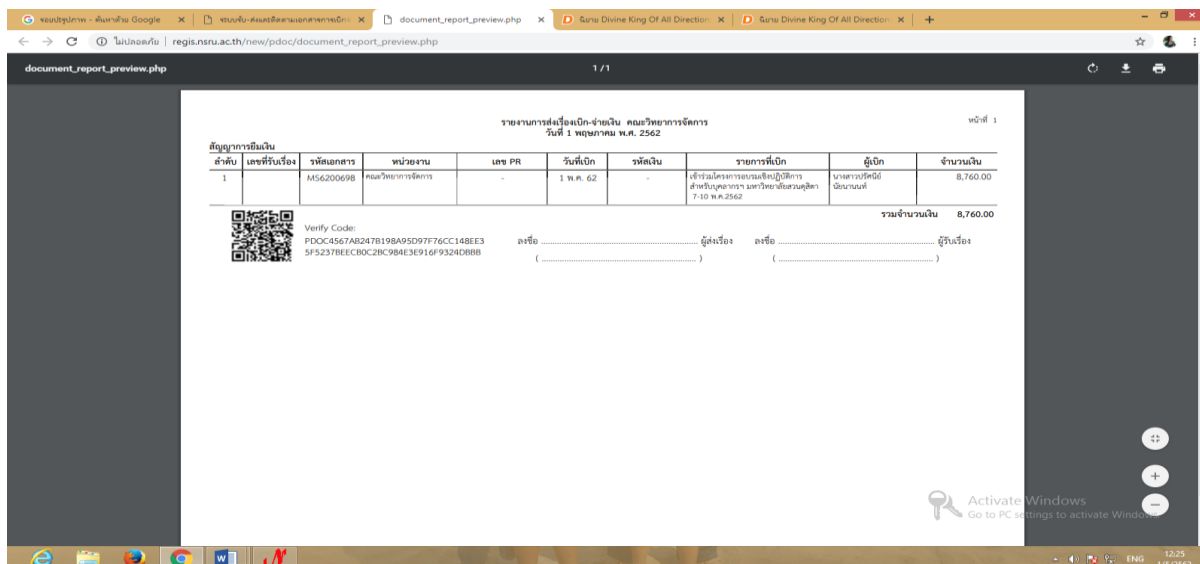 รอบปรฐปภาพ - ค้นหาด้วย Google
ระบบรับ-ส่งและติดตามเอกสารการเบิก
document_report_preview.php
นิยาย Divine King Of All Direction
นิยาย Divine King Of All Direction
ไม่ปลอดภัย | regis.nsru.ac.th/new/pdoc/document_report_preview.php
document_report_preview.php
1 / 1
รายงานการส่งเรื่องเบิก-จ่ายเงิน คณะวิทยาการจัดการ
หน้าที่ 1
วันที่ 1 พฤษภาคม พ.ศ. 2562
สัญญาการยืมเงิน
ลำดับ เลขที่รับเรื่อง รหัสเอกสาร หน่วยงาน เลข PR วันที่เบิก รหัสเงิน รายการที่เบิก ผู้เบิก จำนวนเงิน
1 MS6200698 คณะวิทยาการจัดการ - 1 พ.ค. 62 - เข้าร่วมโครงการอบรมเชิงปฏิบัติการ นางสาวปรัศนีย์ 8,760.00
สำหรับบุคลากรฯ มหาวิทยาลัยสวนดุสิตา นัยนานนท์
7-10 พ.ค.2562
รวมจำนวนเงิน 8,760.00
Verify Code:
PDOC4567AB247B198A95D97F76CC148EE3
5F5237BEECB0C2BC984E3E916F9324DBBB
ลงชื่อ ........................................ ผู้ส่งเรื่อง ลงชื่อ ........................................ ผู้รับเรื่อง
( ........................................ ) ( ........................................ )
Activate Windows
Go to PC settings to activate Windows.
ENG
12:25
1/5/2562